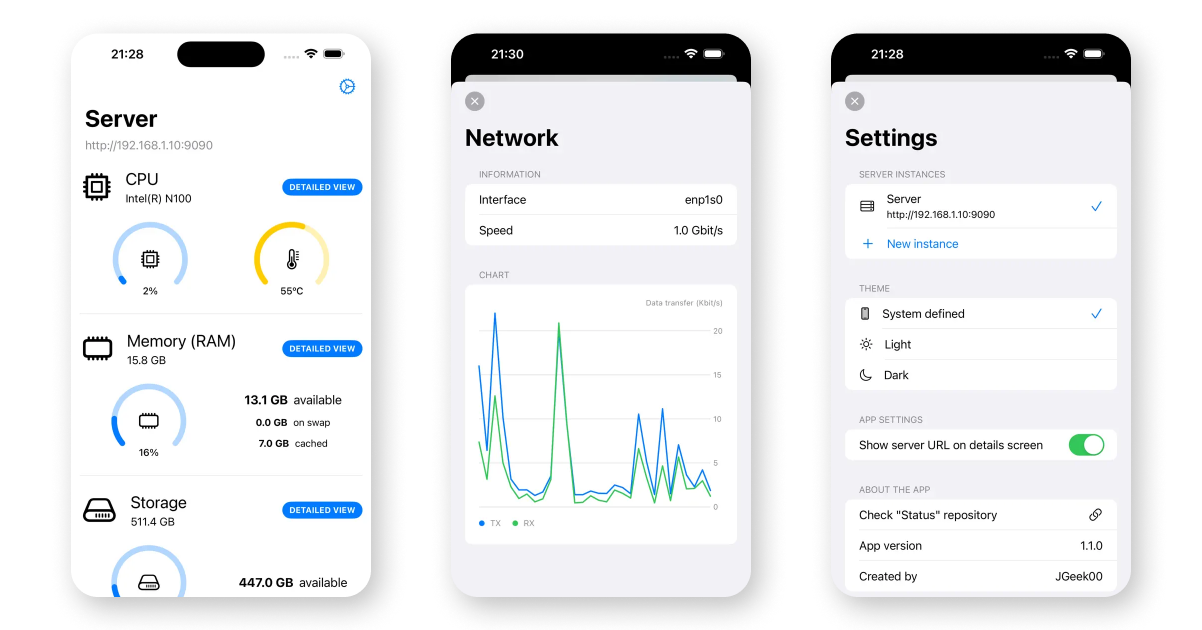 21:28
Server
http://192.168.1.10:9090
CPU
Intel(R) N100
DETAILED VIEW
2%
55ºC
Memory (RAM)
15.8 GB
DETAILED VIEW
16%
13.1 GB available
0.0 GB on swap
7.0 GB cached
Storage
511.4 GB
DETAILED VIEW
447.0 GB available
21:30
Network
INFORMATION
Interface enp1s0
Speed 1.0 Gbit/s
CHART
Data transfer (Kbit/s)
20
15
10
5
0
TX RX
21:28
Settings
SERVER INSTANCES
Server
http://192.168.1.10:9090
New instance
THEME
System defined
Light
Dark
APP SETTINGS
Show server URL on details screen
ABOUT THE APP
Check "Status" repository
App version 1.1.0
Created by JGeek00